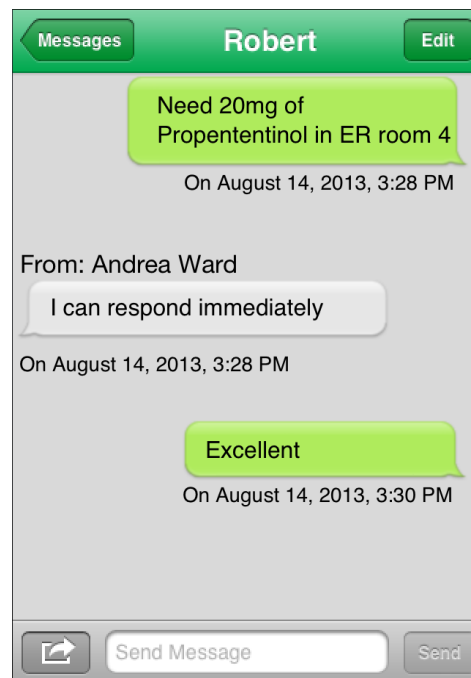 Messages
Robert
Edit
Need 20mg of
Propententinol in ER room 4
On August 14, 2013, 3:28 PM
From: Andrea Ward
I can respond immediately
On August 14, 2013, 3:28 PM
Excellent
On August 14, 2013, 3:30 PM
Send Message
Send